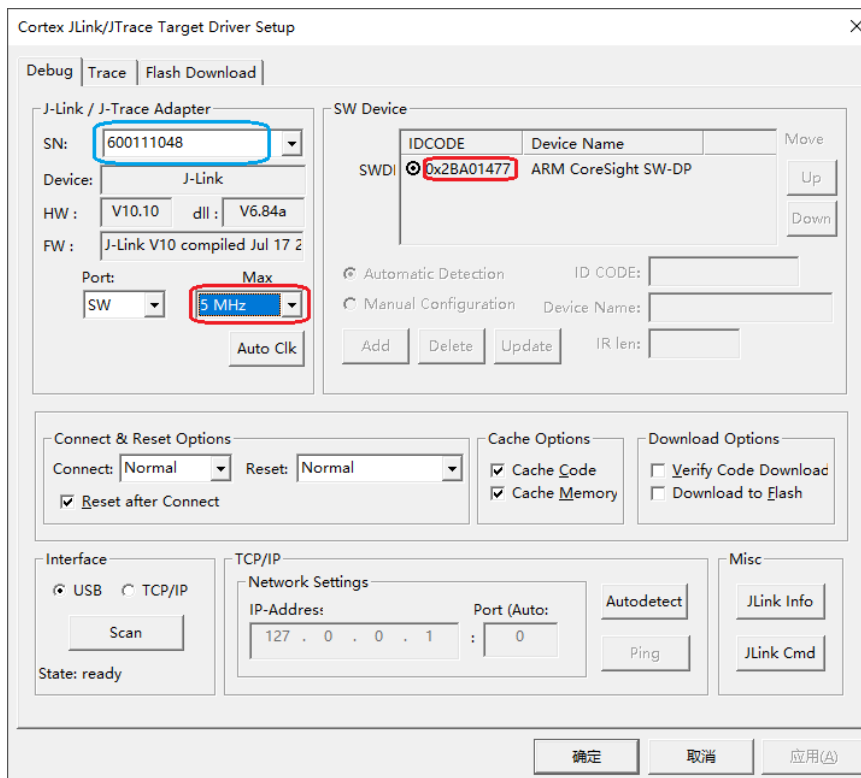 Cortex JLink/JTrace Target Driver Setup
Debug Trace Flash Download
J-Link / J-Trace Adapter
SN: 600111048
Device: J-Link
HW : V10.10 dll : V6.84a
FW : J-Link V10 compiled Jul 17 2
Port: Max
SW 5 MHz
Auto Clk
SW Device
IDCODE Device Name Move
SWDI 0x2BA01477 ARM CoreSight SW-DP
Up
Down
Automatic Detection ID CODE:
Manual Configuration Device Name:
Add Delete Update IR len:
Connect & Reset Options
Connect: Normal Reset: Normal
Reset after Connect
Cache Options
Cache Code
Cache Memory
Download Options
Verify Code Download
Download to Flash
Interface
USB TCP/IP
Scan
State: ready
TCP/IP
Network Settings
IP-Address Port (Auto:
127 . 0 . 0 . 1 : 0
Autodetect
Ping
Misc
JLink Info
JLink Cmd
确定 取消 应用(A)